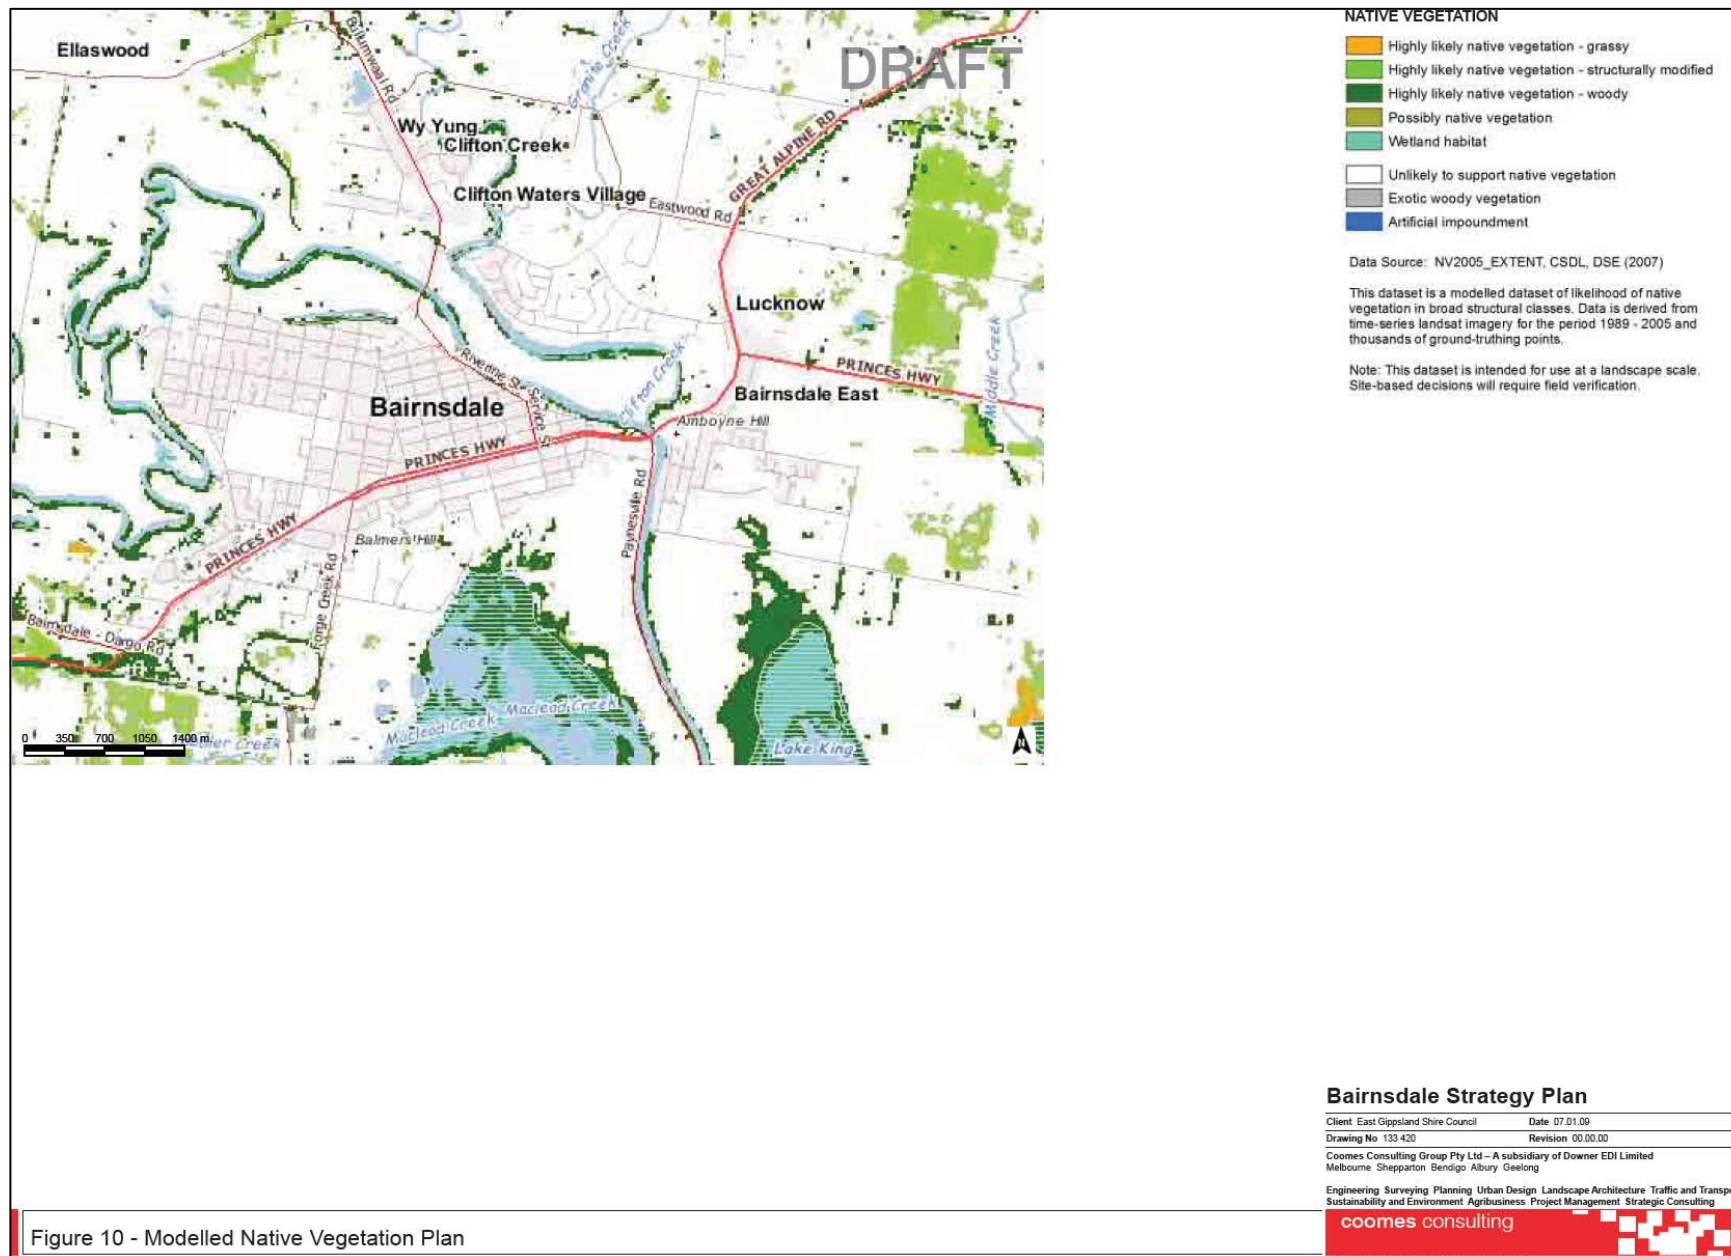 NATIVE VEGETATION
Highly likely native vegetation - grassy
Highly likely native vegetation - structurally modified
Highly likely native vegetation - woody
Possibly native vegetation
Wetland habitat
Unlikely to support native vegetation
Exotic woody vegetation
Artificial impoundment
Data Source: NV2005_EXTENT, CSDL, DSE (2007)
This dataset is a modelled dataset of likelihood of native
vegetation in broad structural classes. Data is derived from
time-series landsat imagery for the period 1989 - 2005 and
thousands of ground-truthing points.
Note: This dataset is intended for use at a landscape scale.
Site-based decisions will require field verification.
DRAFT
Ellaswood
Bullumwaal Rd
Granite Creek
Wy Yung
Clifton Creek
GREAT ALPINE RD
Clifton Waters Village
Eastwood Rd
Lucknow
Middle Creek
Riverine St
Service St
Clifton Creek
PRINCES HWY
Bairnsdale East
Bairnsdale
Amboyne Hill
PRINCES HWY
Paynesville Rd
PRINCES HWY
Balmers Hill
Forge Creek Rd
Bairnsdale - Dargo Rd
Macleod Creek
Macleod Creek
Lake King
Creek
0 350 700 1050 1400 m
N
Bairnsdale Strategy Plan
Client East Gippsland Shire Council Date 07.01.09
Drawing No 133 420 Revision 00.00.00
Coomes Consulting Group Pty Ltd – A subsidiary of Downer EDI Limited
Melbourne Shepparton Bendigo Albury Geelong
Engineering Surveying Planning Urban Design Landscape Architecture Traffic and Transpo
Sustainability and Environment Agribusiness Project Management Strategic Consulting
coomes consulting
Figure 10 - Modelled Native Vegetation Plan